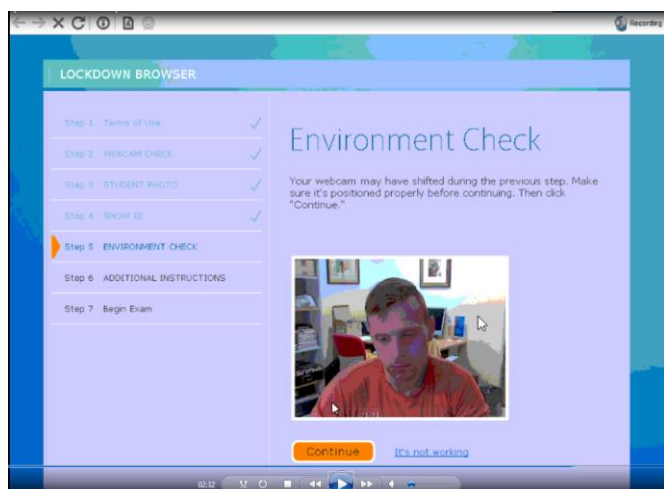 Recording
LOCKDOWN BROWSER
Step 1 Terms of Use
Step 2 WEBCAM CHECK
Step 3 STUDENT PHOTO
Step 4 SHOW ID
Step 5 ENVIRONMENT CHECK
Step 6 ADDITIONAL INSTRUCTIONS
Step 7 Begin Exam
Environment Check
Your webcam may have shifted during the previous step. Make
sure it's positioned properly before continuing. Then click
"Continue."
Continue
It's not working
02:32